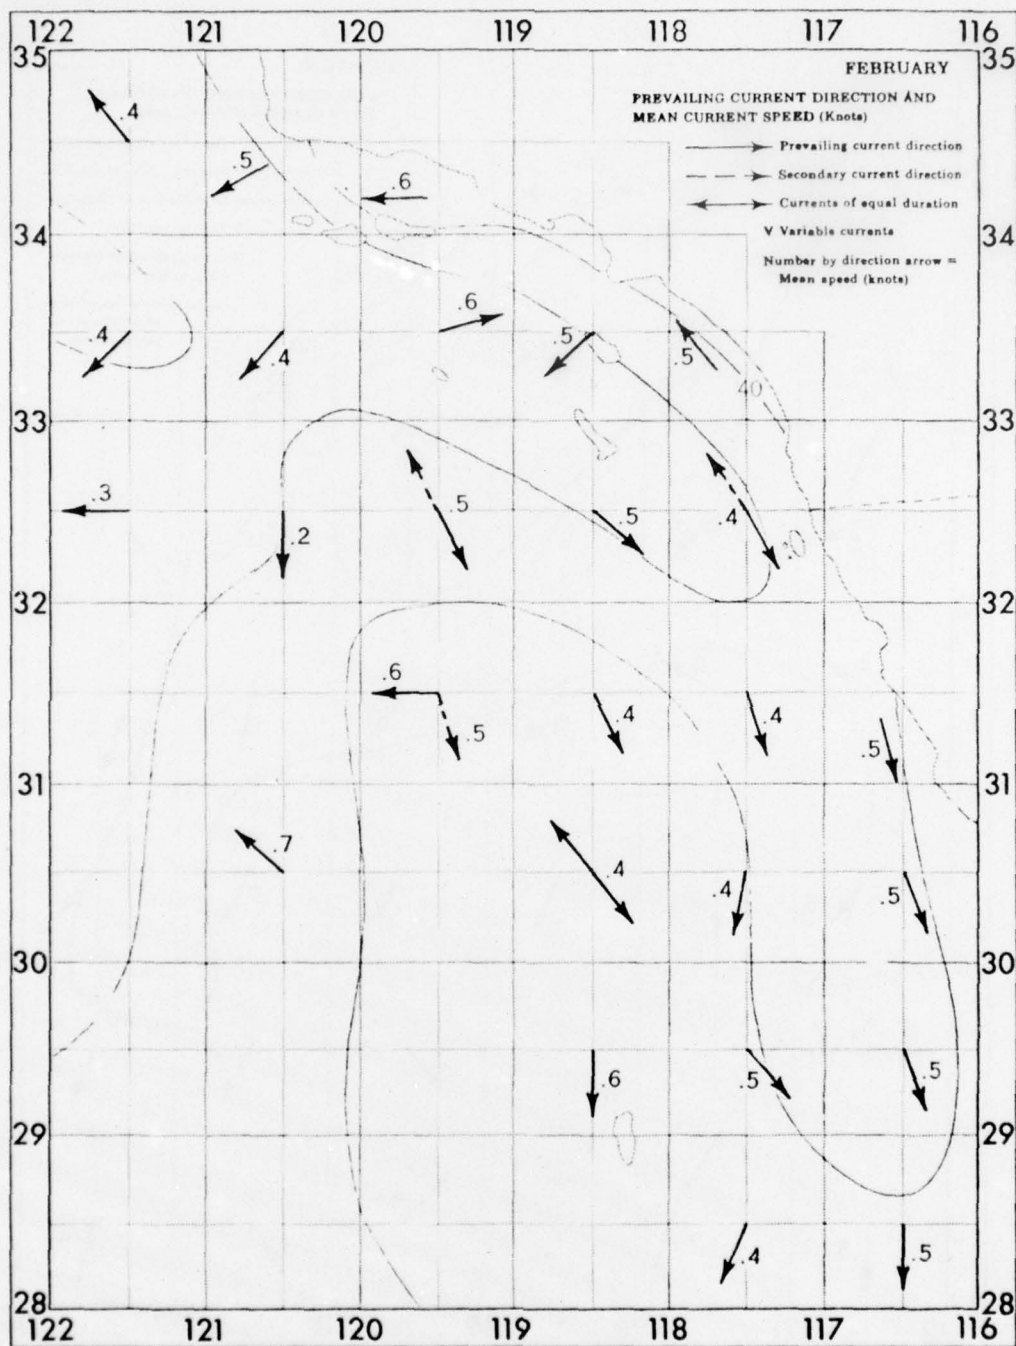 122 121 120 119 118 117 116
35 35
FEBRUARY
PREVAILING CURRENT DIRECTION AND
MEAN CURRENT SPEED (Knots)
Prevailing current direction
Secondary current direction
Currents of equal duration
V Variable currents
Number by direction arrow =
Mean speed (knots)
.4
.5
.6
34 34
.6
.4 .4 .5 .5
40
33 33
.3 .2 .5 .5 .4
32 32
.6 .5 .4 .4 .5
31 31
.7 .4 .4 .5
30 30
.6 .5 .5
29 29
.4 .5
28 28
122 121 120 119 118 117 116